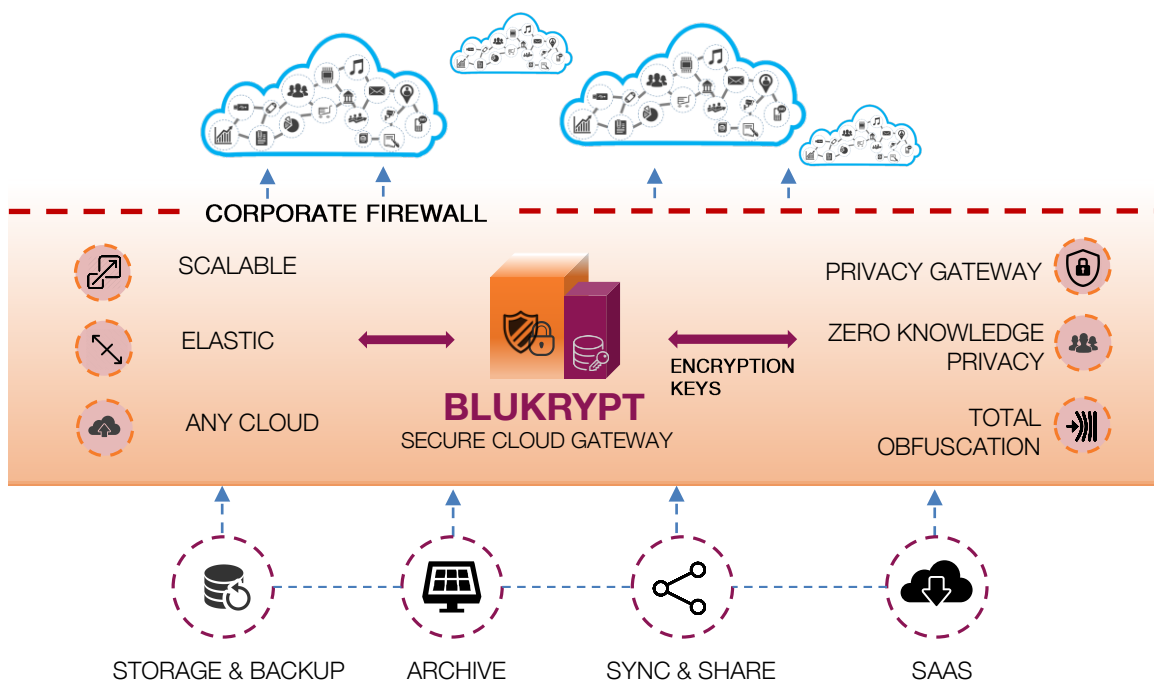 CORPORATE FIREWALL
SCALABLE
ELASTIC
ANY CLOUD
BLUKRYPT
SECURE CLOUD GATEWAY
ENCRYPTION
KEYS
PRIVACY GATEWAY
ZERO KNOWLEDGE
PRIVACY
TOTAL
OBFUSCATION
STORAGE & BACKUP
ARCHIVE
SYNC & SHARE
SAAS